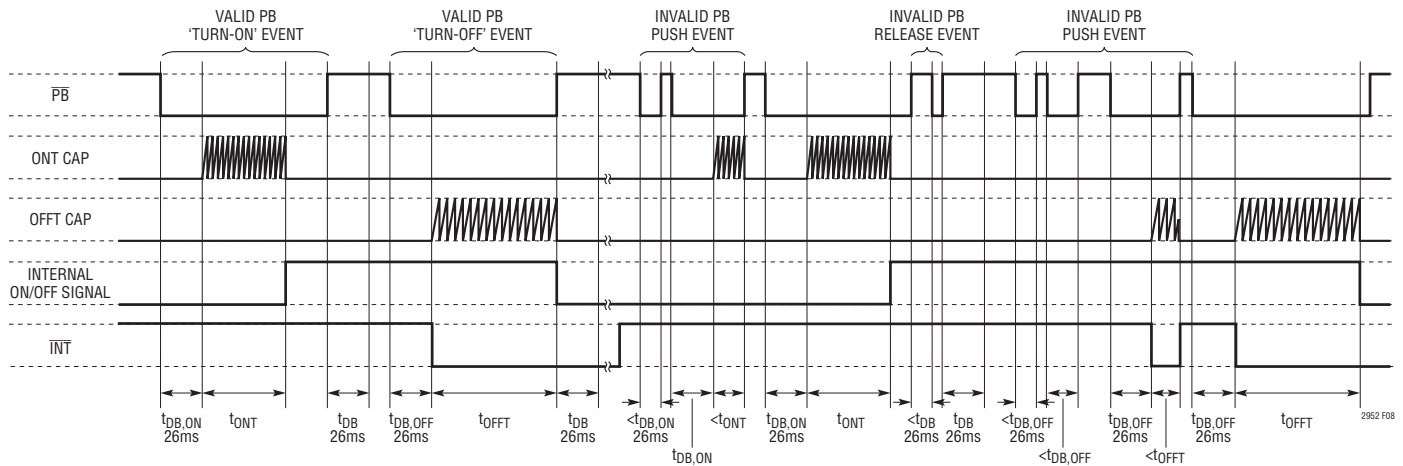 VALID PB
'TURN-ON' EVENT
VALID PB
'TURN-OFF' EVENT
INVALID PB
PUSH EVENT
INVALID PB
RELEASE EVENT
INVALID PB
PUSH EVENT
PB
ONT CAP
OFFT CAP
INTERNAL
ON/OFF SIGNAL
INT
tDB,ON
26ms
tONT
tDB
26ms
tDB,OFF
26ms
tOFFT
tDB
26ms
<tDB,ON
26ms
tDB,ON
<tONT
tDB,ON
26ms
tONT
<tDB
26ms
tDB
26ms
<tDB,OFF
26ms
<tDB,OFF
tDB,OFF
26ms
<tOFFT
tDB,OFF
26ms
tOFFT
2952 F08